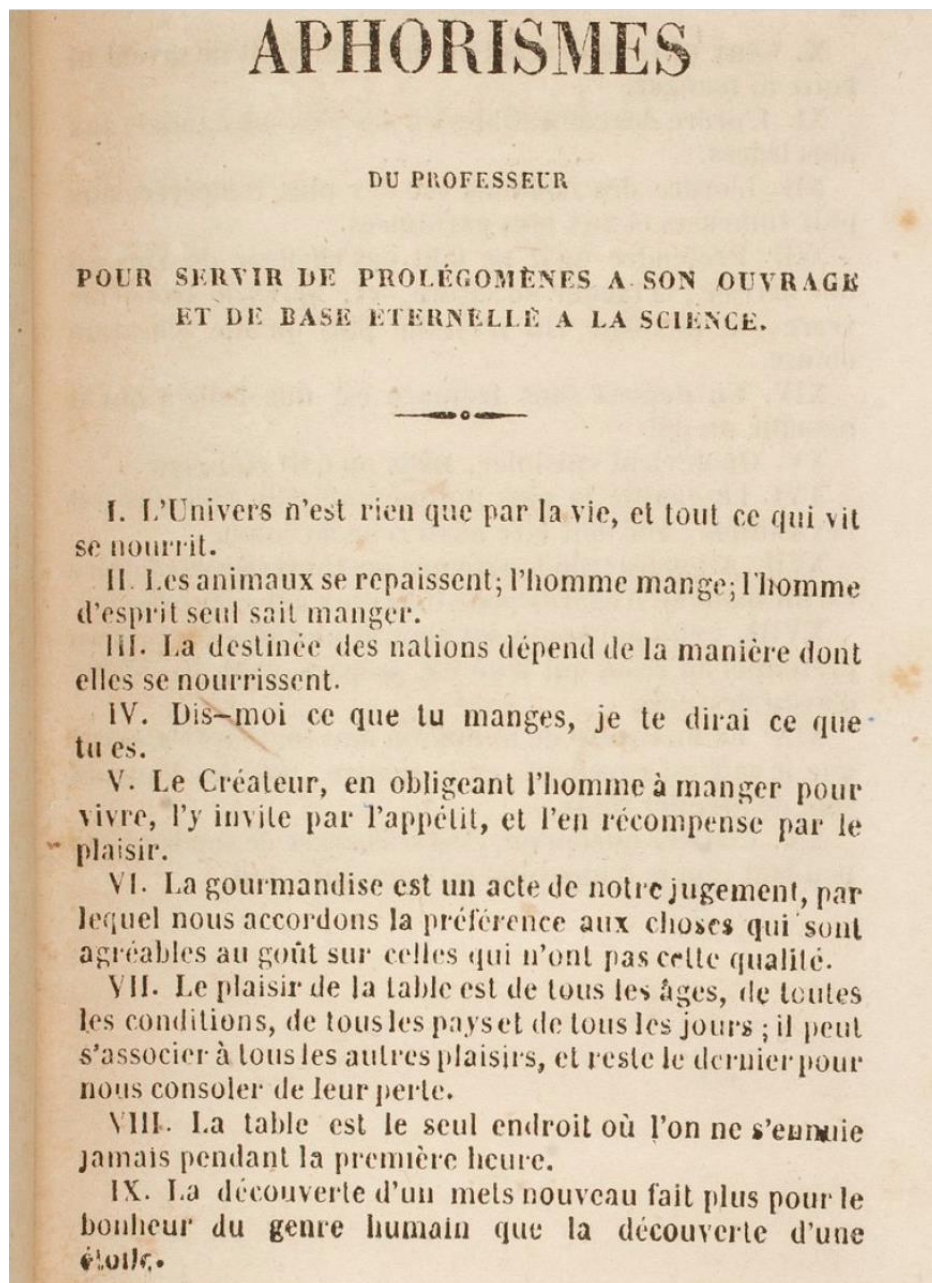 APHORISMES
DU PROFESSEUR
POUR SERVIR DE PROLÉGOMÈNES A SON OUVRAGE
ET DE BASE ÉTERNELLE A LA SCIENCE.
I. L'Univers n'est rien que par la vie, et tout ce qui vit
se nourrit.
II. Les animaux se repaissent; l'homme mange; l'homme
d'esprit seul sait manger.
III. La destinée des nations dépend de la manière dont
elles se nourrissent.
IV. Dis-moi ce que tu manges, je te dirai ce que
tu es.
V. Le Créateur, en obligeant l'homme à manger pour
vivre, l'y invite par l'appétit, et l'en récompense par le
plaisir.
VI. La gourmandise est un acte de notre jugement, par
lequel nous accordons la préférence aux choses qui sont
agréables au goût sur celles qui n'ont pas cette qualité.
VII. Le plaisir de la table est de tous les âges, de toutes
les conditions, de tous les pays et de tous les jours; il peut
s'associer à tous les autres plaisirs, et reste le dernier pour
nous consoler de leur perte.
VIII. La table est le seul endroit où l'on ne s'ennuie
jamais pendant la première heure.
IX. La découverte d'un mets nouveau fait plus pour le
bonheur du genre humain que la découverte d'une
étoile.